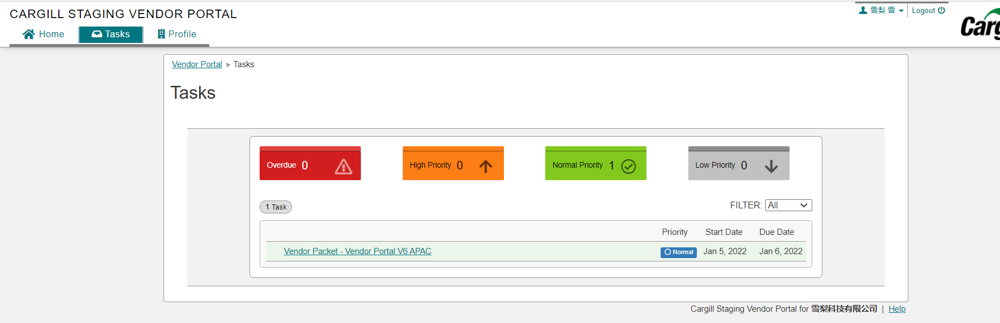 CARGILL STAGING VENDOR PORTAL
雪梨 雪 Logout
Home Tasks Profile
Vendor Portal Tasks
Tasks
Overdue 0 High Priority 0 Normal Priority 1 Low Priority 0
1 Task FILTER: All
Priority Start Date Due Date
Vendor Packet - Vendor Portal V6 APAC Normal Jan 5, 2022 Jan 6, 2022
Cargill Staging Vendor Portal for 雪梨科技有限公司 | Help